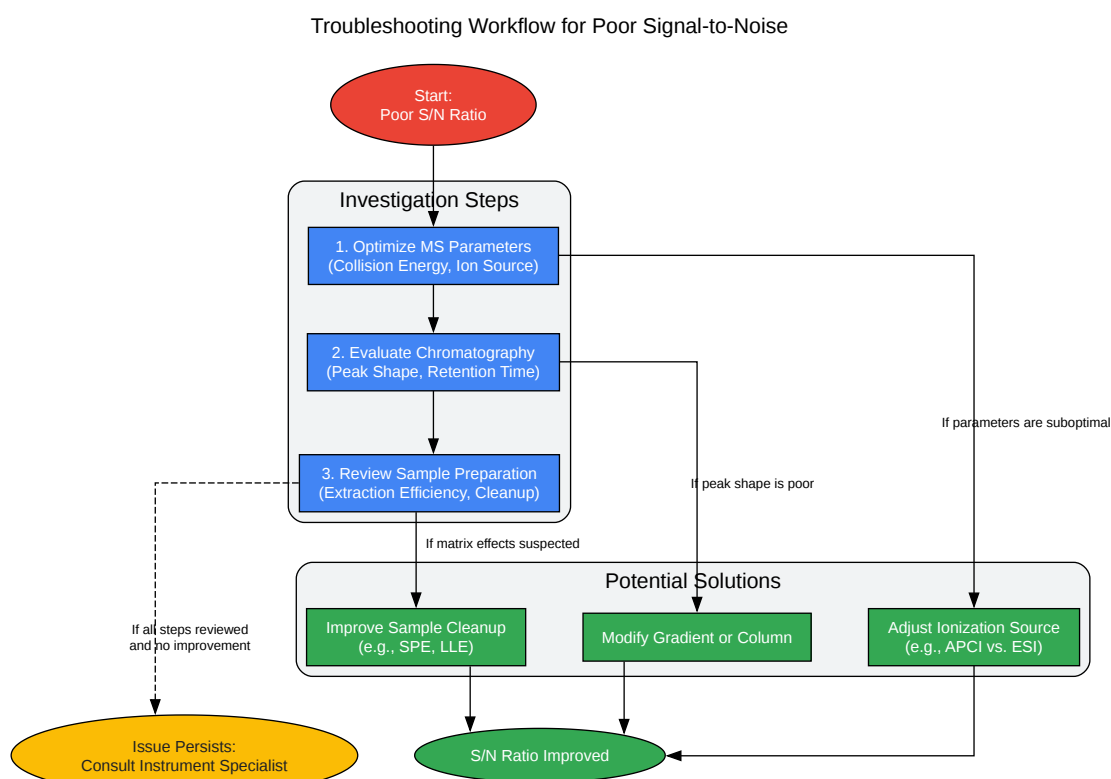 Troubleshooting Workflow for Poor Signal-to-Noise
Start:
Poor S/N Ratio
Investigation Steps
1. Optimize MS Parameters
(Collision Energy, Ion Source)
2. Evaluate Chromatography
(Peak Shape, Retention Time)
If parameters are suboptimal
3. Review Sample Preparation
(Extraction Efficiency, Cleanup)
If peak shape is poor
If matrix effects suspected
Potential Solutions
If all steps reviewed
and no improvement
Improve Sample Cleanup
(e.g., SPE, LLE)
Modify Gradient or Column
Adjust Ionization Source
(e.g., APCI vs. ESI)
Issue Persists:
Consult Instrument Specialist
S/N Ratio Improved